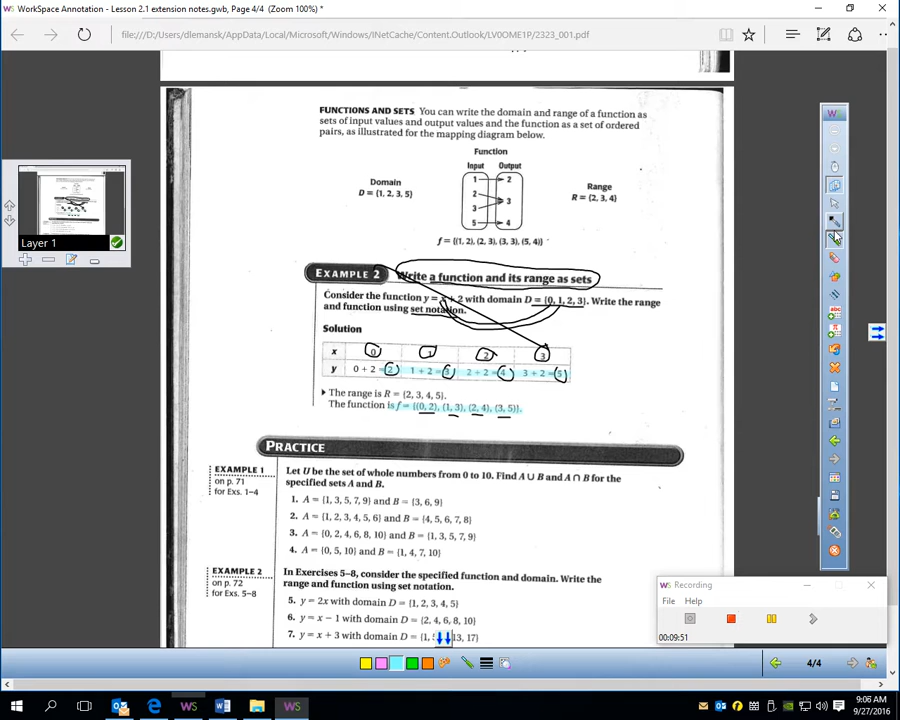 WorkSpace Annotation - Lesson 2.1 extension notes.gwb, Page 4/4 (Zoom 100%) *
file:///C:/Users/dlemansk/AppData/Local/Microsoft/Windows/INetCache/Content.Outlook/LV0OME1P/2323_001.pdf
FUNCTIONS AND SETS You can write the domain and range of a function as
sets of input values and output values and the function as a set of ordered
pairs, as illustrated for the mapping diagram below.
Function
Input Output
Domain
D = {1, 2, 3, 5}
1 2
2 3
3
5 4
Range
R = {2, 3, 4}
f = {(1, 2), (2, 3), (3, 3), (5, 4)}
Layer 1
EXAMPLE 2 Write a function and its range as sets
Consider the function y = x + 2 with domain D = {0, 1, 2, 3}. Write the range
and function using set notation.
Solution
x 0 1 2 3
y 0 + 2 = 2 1 + 2 = 3 2 + 2 = 4 3 + 2 = 5
The range is R = {2, 3, 4, 5}.
The function is f = {(0, 2), (1, 3), (2, 4), (3, 5)}.
PRACTICE
EXAMPLE 1
on p. 71
for Exs. 1–4
Let U be the set of whole numbers from 0 to 10. Find A ∪ B and A ∩ B for the
specified sets A and B.
1. A = {1, 3, 5, 7, 9} and B = {3, 6, 9}
2. A = {1, 2, 3, 4, 5, 6} and B = {4, 5, 6, 7, 8}
3. A = {0, 2, 4, 6, 8, 10} and B = {1, 3, 5, 7, 9}
4. A = {0, 5, 10} and B = {1, 4, 7, 10}
EXAMPLE 2
on p. 72
for Exs. 5–8
In Exercises 5–8, consider the specified function and domain. Write the
range and function using set notation.
5. y = 2x with domain D = {1, 2, 3, 4, 5}
6. y = x − 1 with domain D = {2, 4, 6, 8, 10}
7. y = x + 3 with domain D = {1, 13, 17}
Recording
File Help
00:09:51
4/4
9:06 AM
9/27/2016